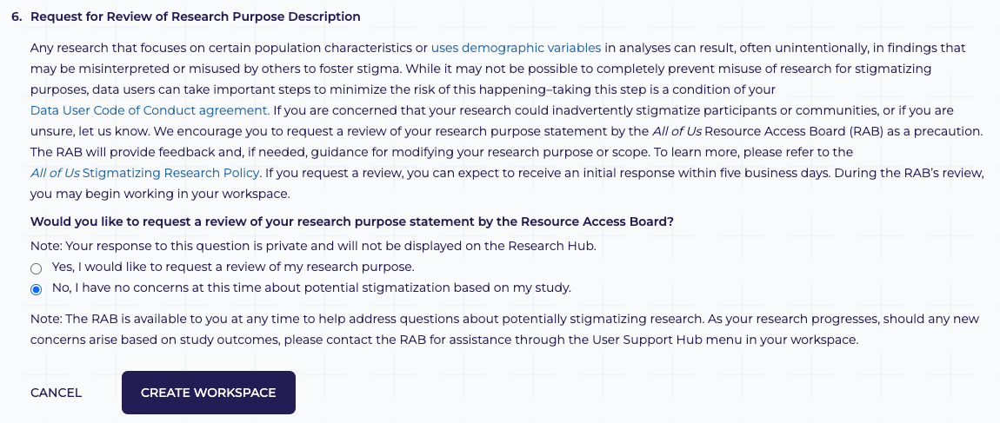 6. Request for Review of Research Purpose Description
Any research that focuses on certain population characteristics or uses demographic variables in analyses can result, often unintentionally, in findings that
may be misinterpreted or misused by others to foster stigma. While it may not be possible to completely prevent misuse of research for stigmatizing
purposes, data users can take important steps to minimize the risk of this happening–taking this step is a condition of your
Data User Code of Conduct agreement. If you are concerned that your research could inadvertently stigmatize participants or communities, or if you are
unsure, let us know. We encourage you to request a review of your research purpose statement by the All of Us Resource Access Board (RAB) as a precaution.
The RAB will provide feedback and, if needed, guidance for modifying your research purpose or scope. To learn more, please refer to the
All of Us Stigmatizing Research Policy. If you request a review, you can expect to receive an initial response within five business days. During the RAB's review,
you may begin working in your workspace.
Would you like to request a review of your research purpose statement by the Resource Access Board?
Note: Your response to this question is private and will not be displayed on the Research Hub.
Yes, I would like to request a review of my research purpose.
No, I have no concerns at this time about potential stigmatization based on my study.
Note: The RAB is available to you at any time to help address questions about potentially stigmatizing research. As your research progresses, should any new
concerns arise based on study outcomes, please contact the RAB for assistance through the User Support Hub menu in your workspace.
CANCEL CREATE WORKSPACE